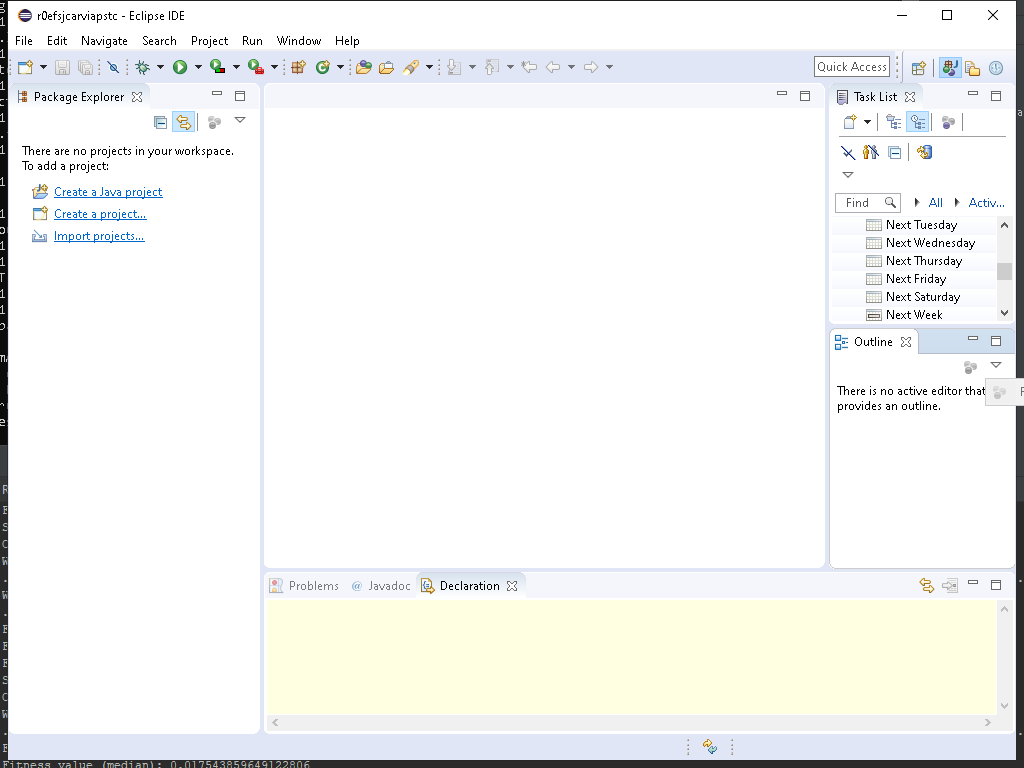 r0efsjcarviapstc - Eclipse IDE
File Edit Navigate Search Project Run Window Help
Quick Access
Package Explorer
There are no projects in your workspace.
To add a project:
Create a Java project
Create a project...
Import projects...
Task List
Find
All
Activ...
Next Tuesday
Next Wednesday
Next Thursday
Next Friday
Next Saturday
Next Week
Outline
There is no active editor that
provides an outline.
Problems @ Javadoc Declaration
Fitness value (median): 0.017543859649122806